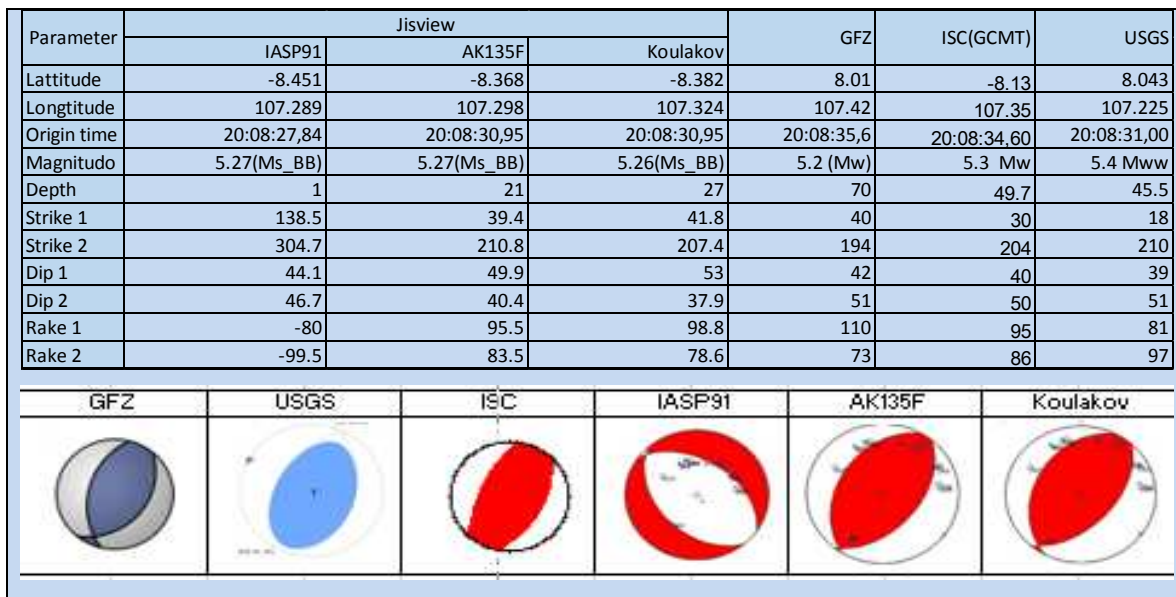 Parameter Jisview GFZ ISC(GCMT) USGS
IASP91 AK135F Koulakov
Lattitude -8.451 -8.368 -8.382 8.01 -8.13 8.043
Longtitude 107.289 107.298 107.324 107.42 107.35 107.225
Origin time 20:08:27,84 20:08:30,95 20:08:30,95 20:08:35,6 20:08:34,60 20:08:31,00
Magnitudo 5.27(Ms_BB) 5.27(Ms_BB) 5.26(Ms_BB) 5.2 (Mw) 5.3 Mw 5.4 Mww
Depth 1 21 27 70 49.7 45.5
Strike 1 138.5 39.4 41.8 40 30 18
Strike 2 304.7 210.8 207.4 194 204 210
Dip 1 44.1 49.9 53 42 40 39
Dip 2 46.7 40.4 37.9 51 50 51
Rake 1 -80 95.5 98.8 110 95 81
Rake 2 -99.5 83.5 78.6 73 86 97
GFZ USGS ISC IASP91 AK135F Koulakov
T